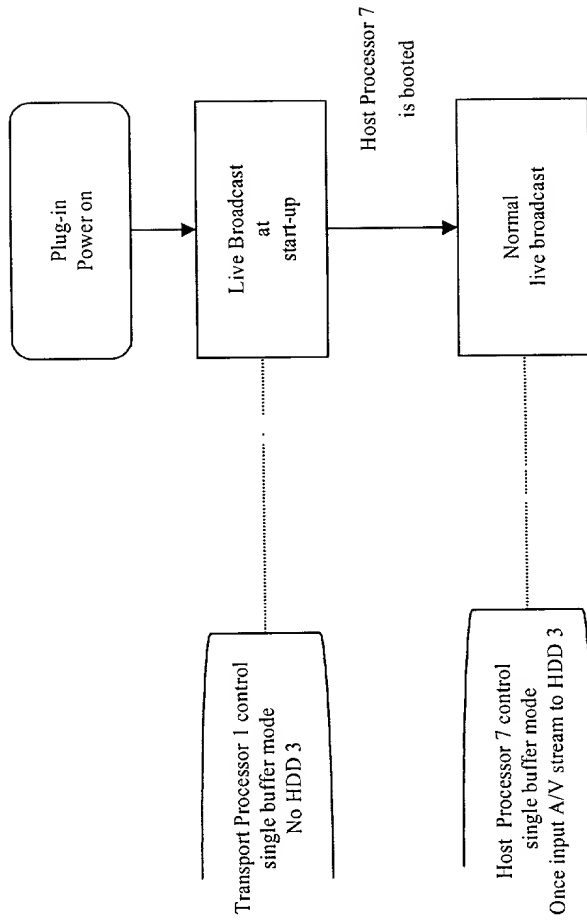 Plug-in
Power on
Live Broadcast
at
start-up
Host Processor 7
is booted
Normal
live broadcast
Transport Processor 1 control
single buffer mode
No HDD 3
Host Processor 7 control
single buffer mode
Once input A/V stream to HDD 3